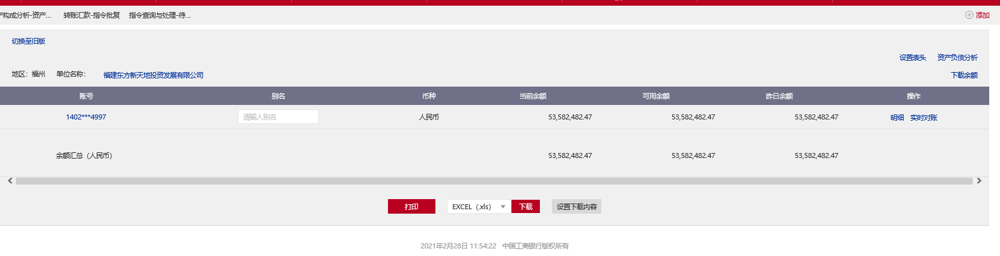 产构成分析-资产... 转账汇款-指令批复 指令查询与处理-待... 添加
切换至旧版
设置表头 资产负债分析
地区：福州 单位名称： 福建东方新天地投资发展有限公司 下载余额
账号 别名 币种 当前余额 可用余额 昨日余额 操作
1402***4997 请输入别名 人民币 53,582,482.47 53,582,482.47 53,582,482.47 明细 实时对账
余额汇总（人民币） 53,582,482.47 53,582,482.47 53,582,482.47
打印 EXCEL（.xls） 下载 设置下载内容
2021年2月28日 11:54:22 中国工商银行版权所有